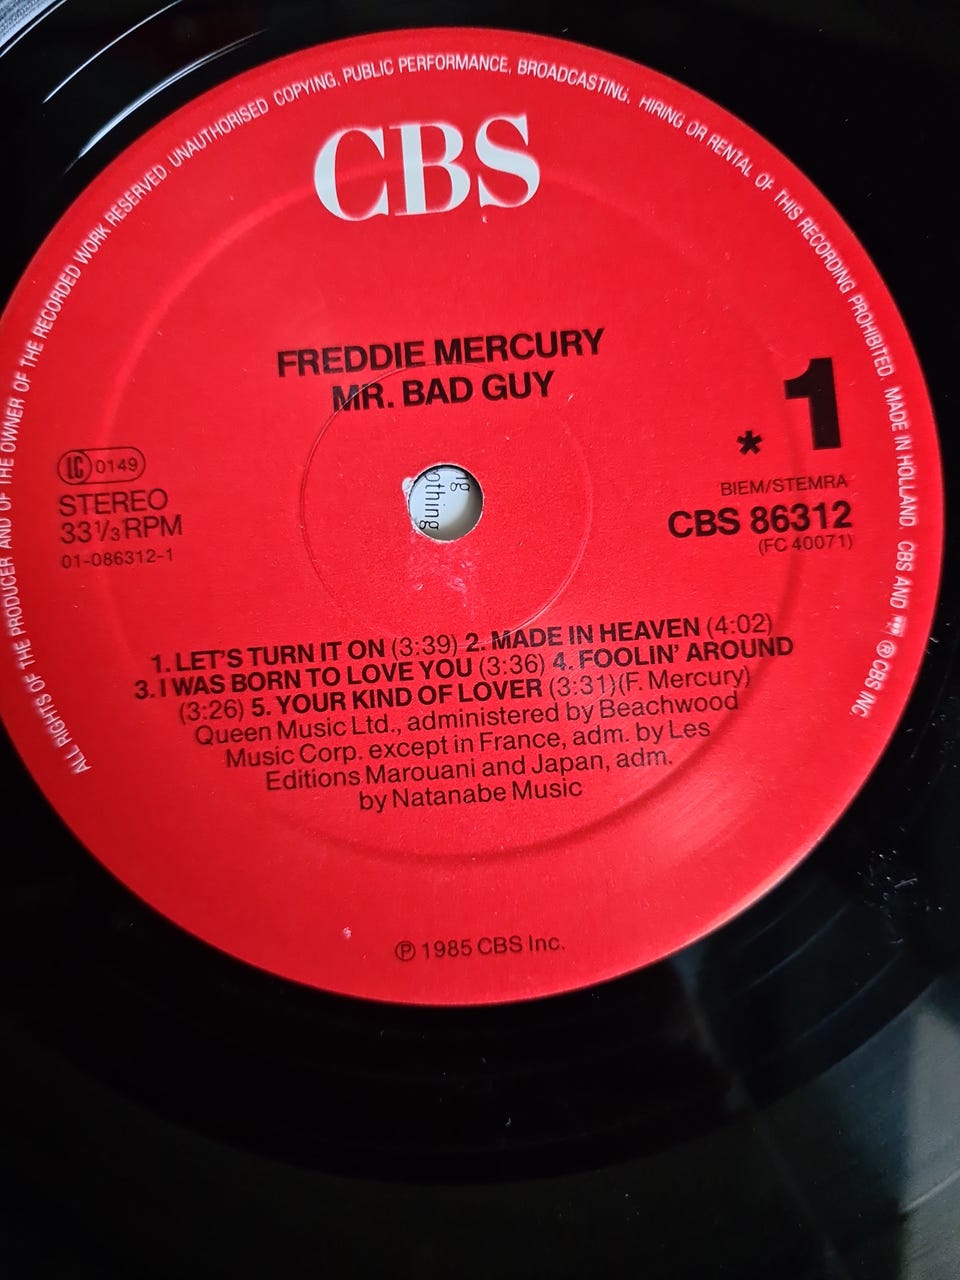 ALL RIGHTS OF THE PRODUCER AND OF THE OWNER OF THE RECORDED WORK RESERVED. UNAUTHORISED COPYING, PUBLIC PERFORMANCE, BROADCASTING, HIRING OR RENTAL OF THIS RECORDING PROHIBITED. MADE IN HOLLAND. CBS AND ® CBS INC.
CBS
FREDDIE MERCURY
MR. BAD GUY
* 1
LC 0149
STEREO
33 1/3 RPM
01-086312-1
BIEM/STEMRA
CBS 86312
(FC 40071)
ng
othing
1. LET'S TURN IT ON (3:39) 2. MADE IN HEAVEN (4:02)
3. I WAS BORN TO LOVE YOU (3:36) 4. FOOLIN' AROUND
(3:26) 5. YOUR KIND OF LOVER (3:31) (F. Mercury)
Queen Music Ltd., administered by Beachwood
Music Corp. except in France, adm. by Les
Editions Marouani and Japan, adm.
by Natanabe Music
℗ 1985 CBS Inc.